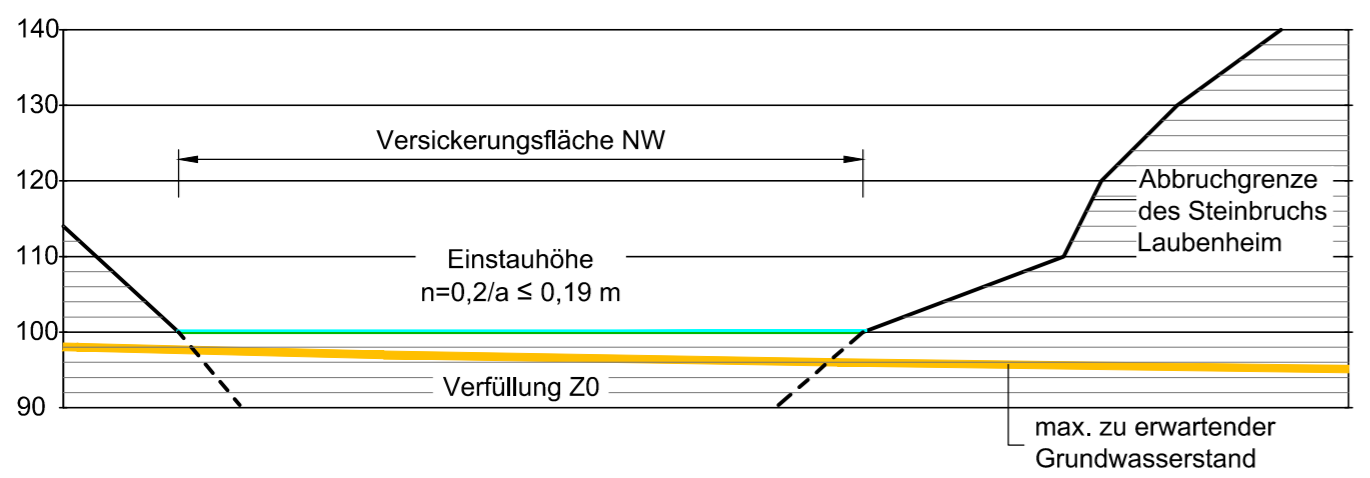 140
130
Versickerungsfläche NW
120
Abbruchgrenze
des Steinbruchs
Laubenheim
110
Einstauhöhe
n=0,2/a ≤ 0,19 m
100
Verfüllung Z0
90
max. zu erwartender
Grundwasserstand